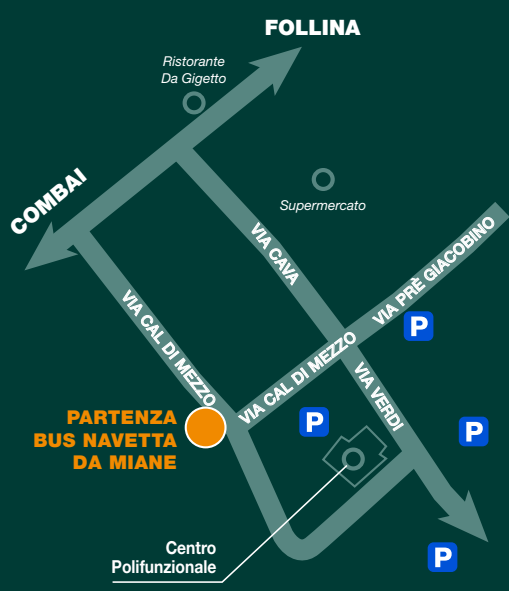 FOLLINA
Ristorante
Da Gigetto
COMBAI
Supermercato
VIA CAVA
VIA PRÈ GIACOBINO
VIA CAL DI MEZZO
P
VIA CAL DI MEZZO
VIA VERDI
PARTENZA
BUS NAVETTA
DA MIANE
P
P
Centro
Polifunzionale
P